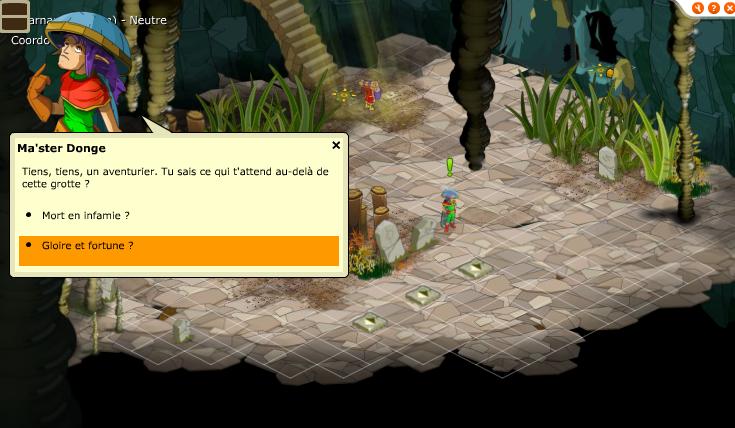 - Neutre
Ma'ster Donge
Tiens, tiens, un aventurier. Tu sais ce qui t'attend au-delà de
cette grotte ?
Mort en infamie ?
Gloire et fortune ?